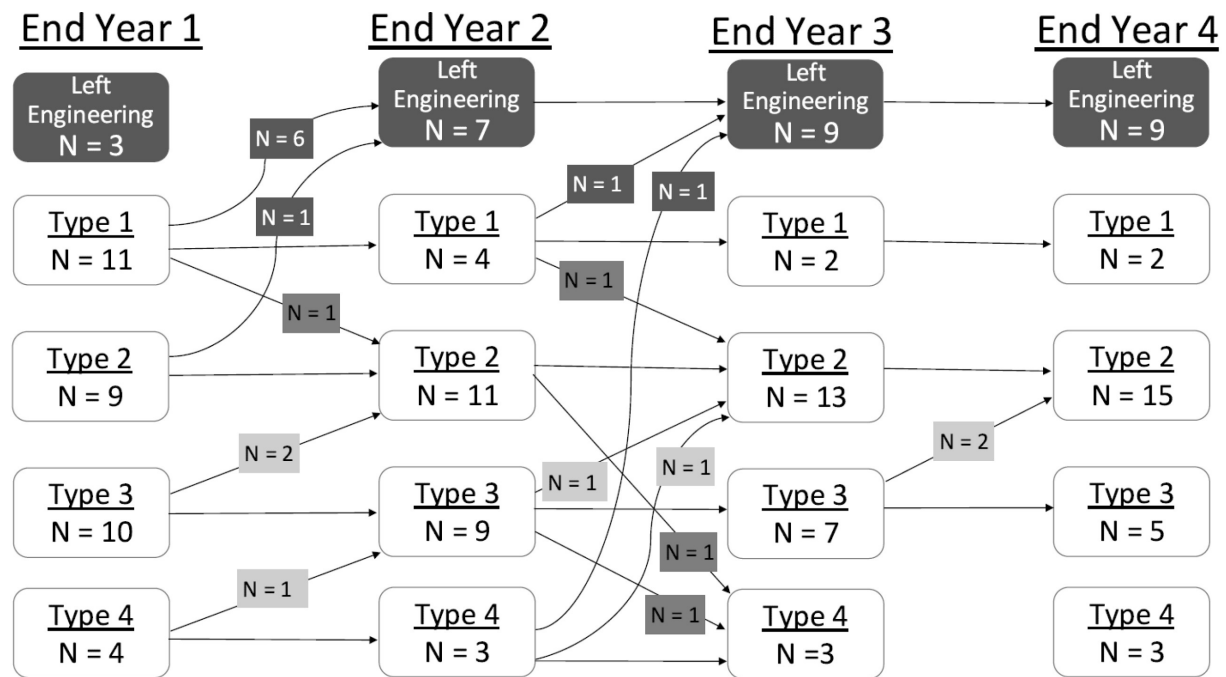 End Year 1
End Year 2
End Year 3
End Year 4
Left
Engineering
N = 3
Left
Engineering
N = 7
Left
Engineering
N = 9
Left
Engineering
N = 9
N = 6
N = 1
N = 1
N = 1
Type 1
N = 11
Type 1
N = 4
Type 1
N = 2
Type 1
N = 2
N = 1
N = 1
Type 2
N = 9
Type 2
N = 11
Type 2
N = 13
Type 2
N = 15
N = 2
N = 1
N = 1
N = 2
Type 3
N = 10
Type 3
N = 9
Type 3
N = 7
Type 3
N = 5
N = 1
N = 1
N = 1
Type 4
N = 4
Type 4
N = 3
Type 4
N =3
Type 4
N = 3